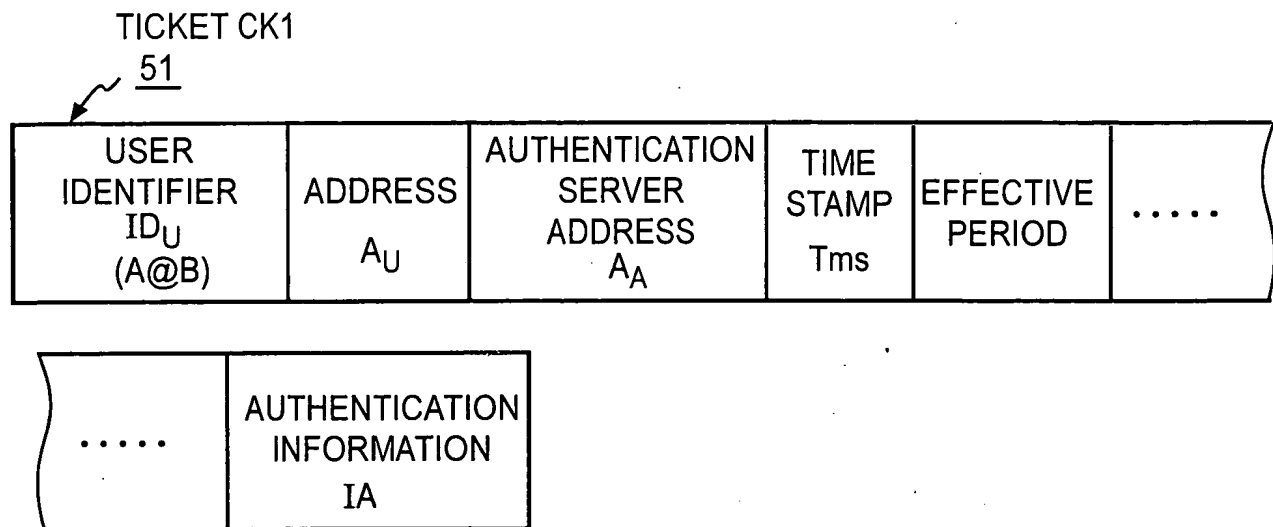 TICKET CK1
51
USER
IDENTIFIER
IDU
(A@B)
ADDRESS
AU
AUTHENTICATION
SERVER
ADDRESS
AA
TIME
STAMP
Tms
EFFECTIVE
PERIOD
.....
.....
AUTHENTICATION
INFORMATION
IA